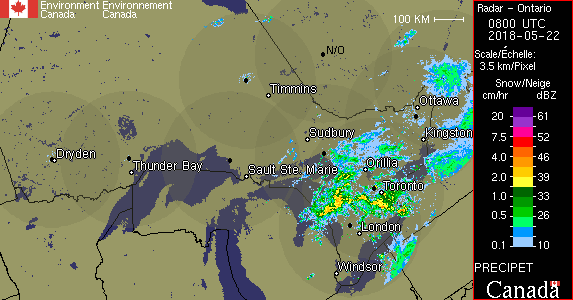 Environment Environnement
Canada Canada
100 KM
N/O
Timmins
Ottawa
Sudbury
Kingston
Dryden
Thunder Bay
Sault Ste. Marie
Orillia
Toronto
London
Windsor
Radar - Ontario
0800 UTC
2018-05-22
Scale/Échelle:
3.5 km/Pixel
Snow/Neige
cm/hr dBZ
20 61
7.5 52
4.0 46
2.0 39
1.0 33
0.5 26
0.1 10
PRECIPET
Canada